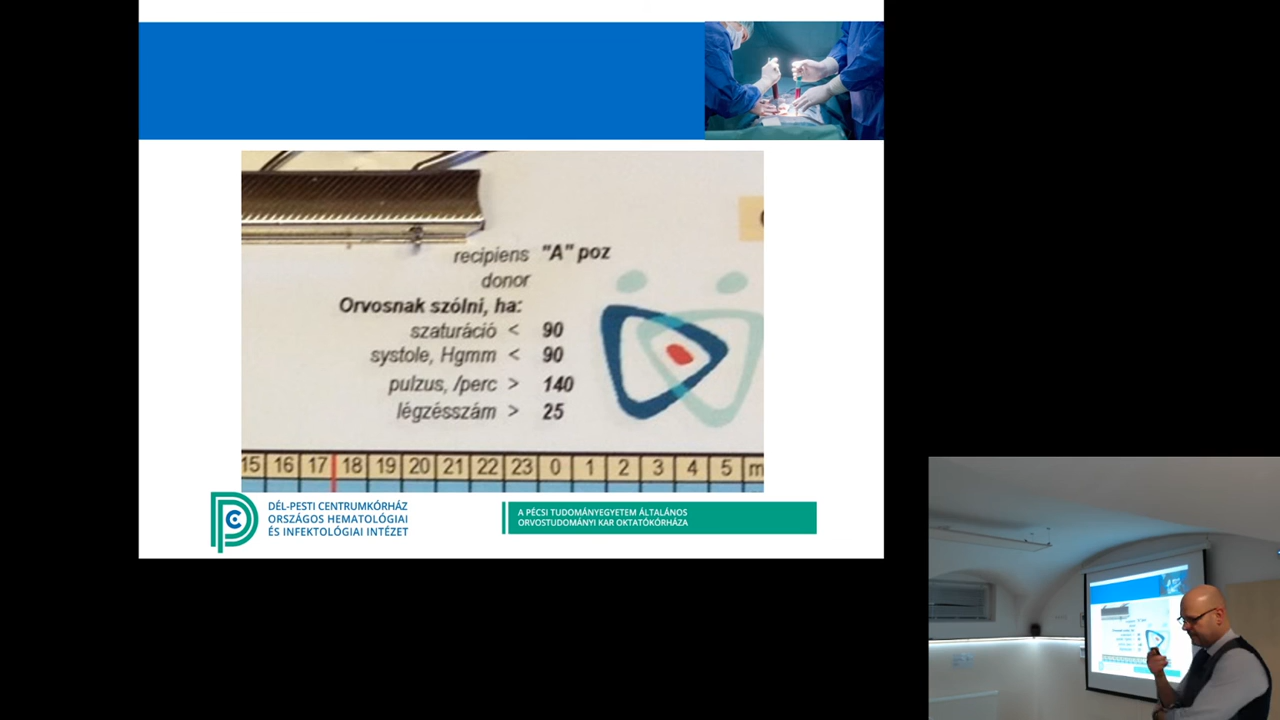 recipiens "A" poz
donor
Orvosnak szólni, ha:
szaturáció < 90
systole, Hgmm < 90
pulzus, /perc > 140
légzésszám > 25
15 16 17 18 19 20 21 22 23 0 1 2 3 4 5 m
DÉL-PESTI CENTRUMKÓRHÁZ
ORSZÁGOS HEMATOLÓGIAI
ÉS INFEKTOLÓGIAI INTÉZET
A PÉCSI TUDOMÁNYEGYETEM ÁLTALÁNOS
ORVOSTUDOMÁNYI KAR OKTATÓKÓRHÁZA